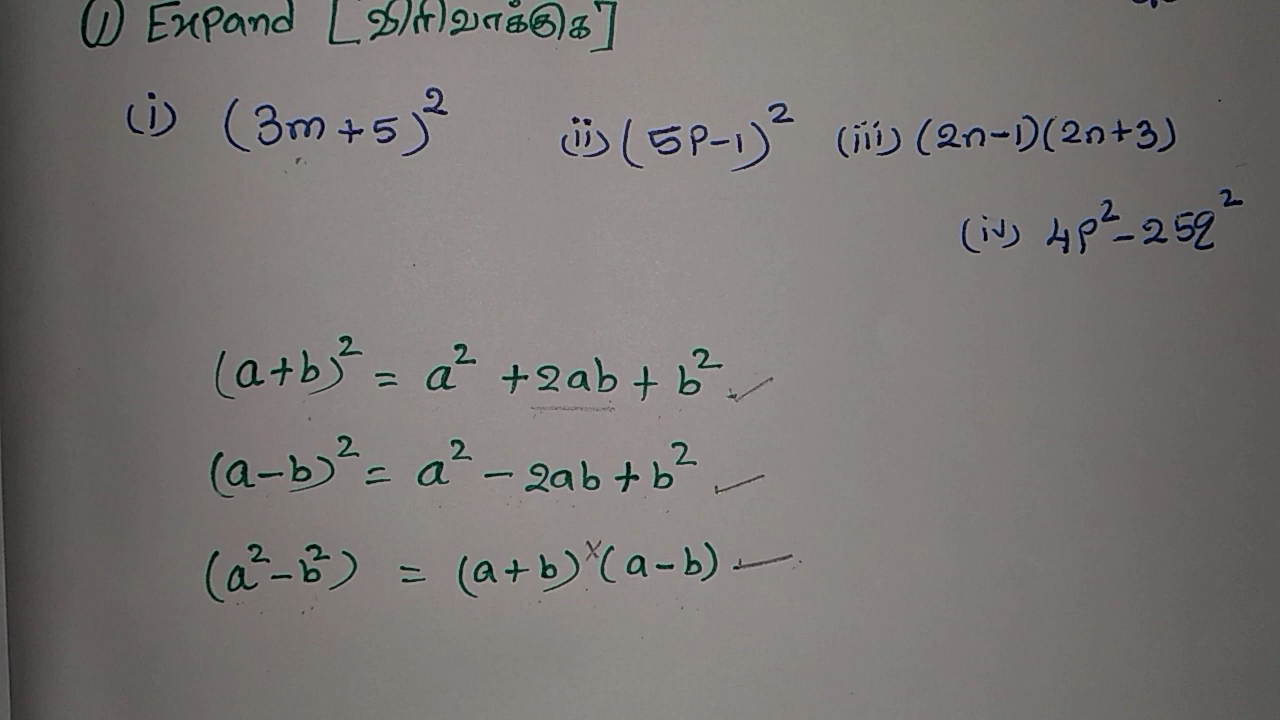 ① Expand [விரிவாக்குக]
(i) (3m+5)² (ii) (5P-1)² (iii) (2n-1)(2n+3)
(iv) 4p²-25q²
(a+b)² = a² + 2ab + b²
(a-b)² = a² - 2ab + b²
(a²-b²) = (a+b)×(a-b)